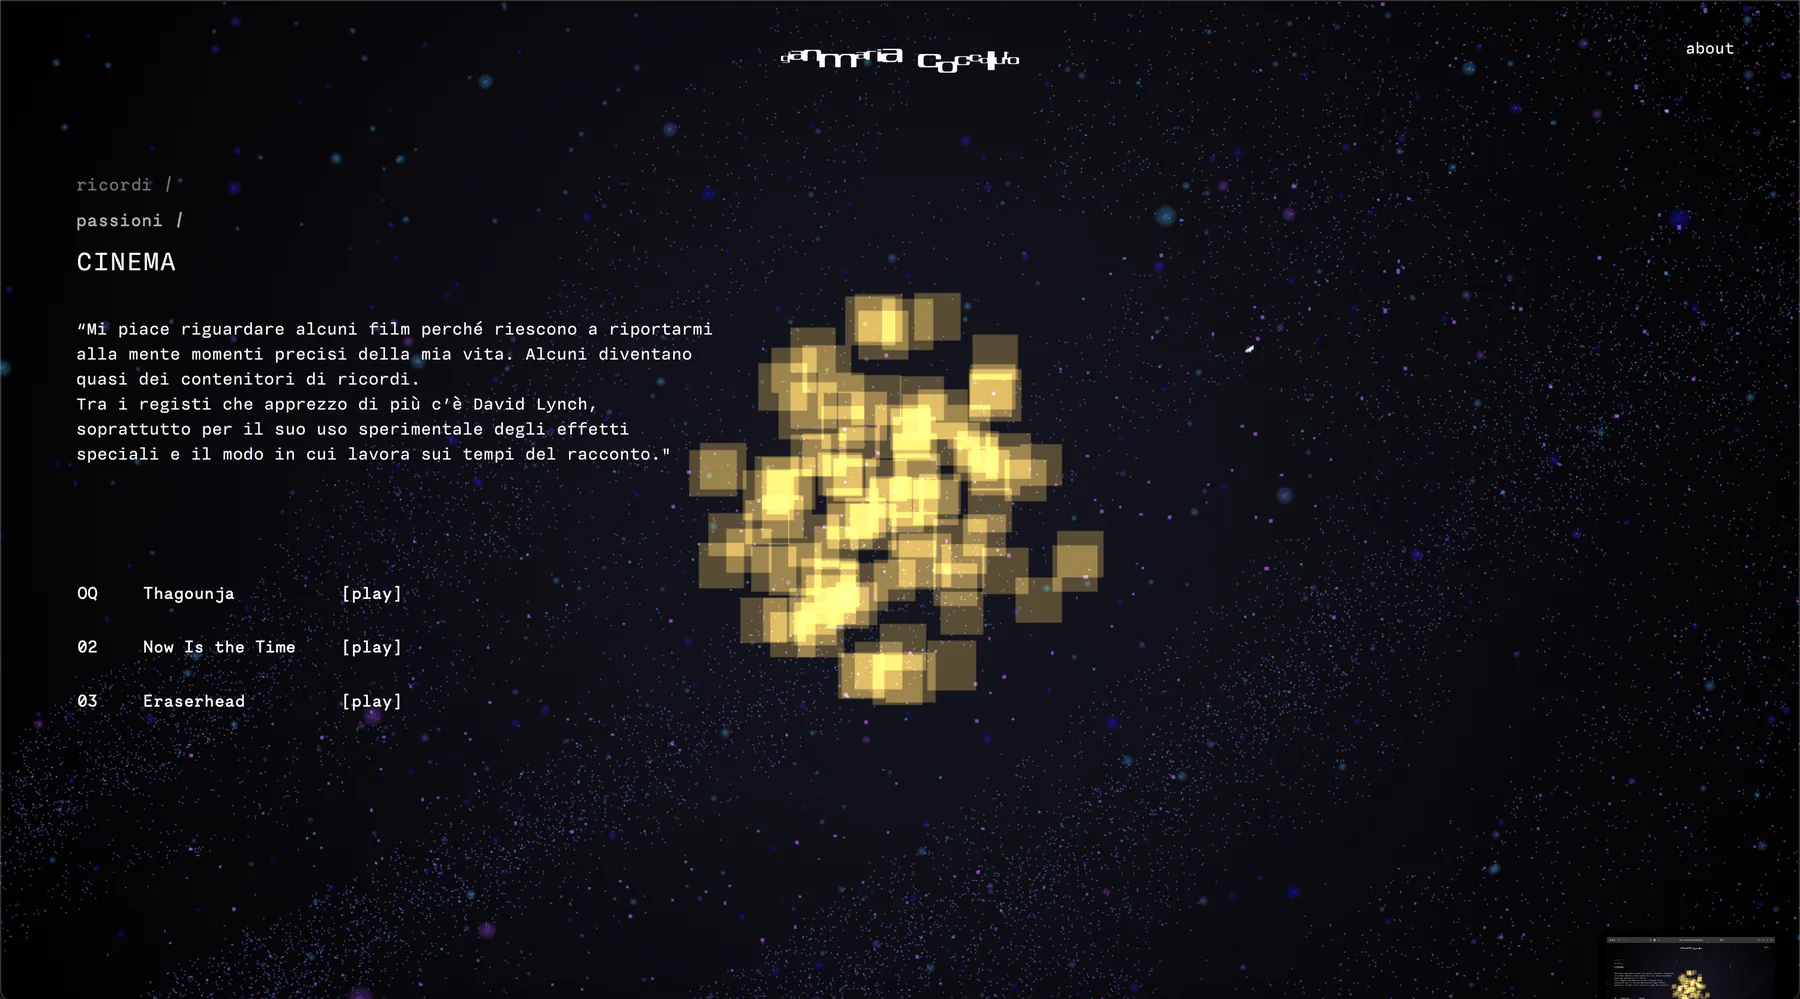 gianmaria coccoluto
about
ricordi /
passioni /
CINEMA
“Mi piace riguardare alcuni film perché riescono a riportarmi
alla mente momenti precisi della mia vita. Alcuni diventano
quasi dei contenitori di ricordi.
Tra i registi che apprezzo di più c’è David Lynch,
soprattutto per il suo uso sperimentale degli effetti
speciali e il modo in cui lavora sui tempi del racconto."
OQ Thagounja [play]
02 Now Is the Time [play]
03 Eraserhead [play]